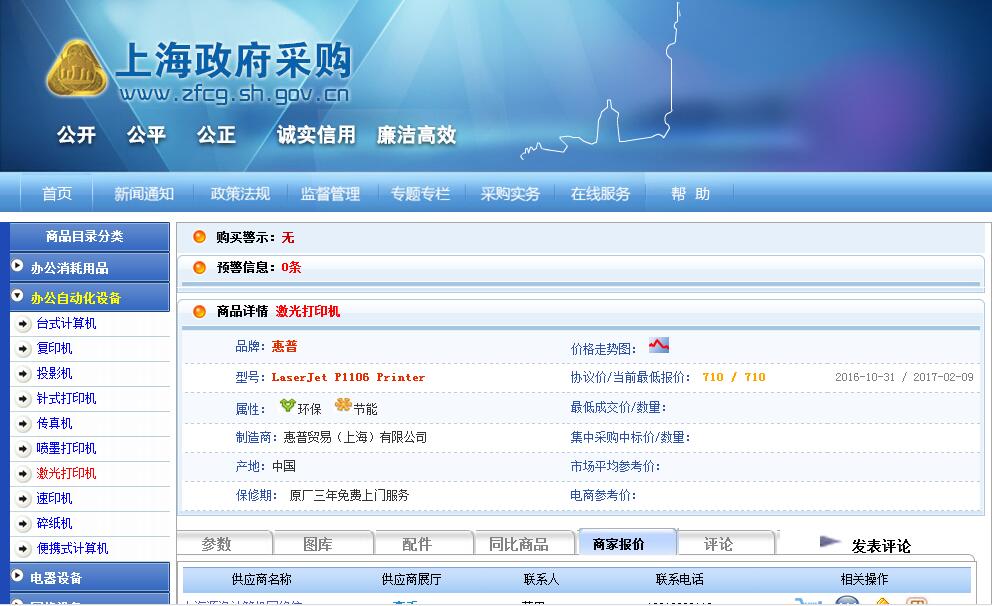 上海政府采购
www.zfcg.sh.gov.cn
公开 公平 公正 诚实信用 廉洁高效
首页 新闻通知 政策法规 监督管理 专题专栏 采购实务 在线服务 帮 助
商品目录分类
办公消耗用品
办公自动化设备
台式计算机
复印机
投影机
针式打印机
传真机
喷墨打印机
激光打印机
速印机
碎纸机
便携式计算机
电器设备
购买警示：无
预警信息：0条
商品详情 激光打印机
品牌：惠普 价格走势图：
型号：LaserJet P1106 Printer 协议价/当前最低报价： 710 / 710 2016-10-31 / 2017-02-09
属性： 环保 节能 最低成交价/数量：
制造商：惠普贸易（上海）有限公司 集中采购中标价/数量：
产地：中国 市场平均参考价：
保修期： 原厂三年免费上门服务 电商参考价：
参数 图库 配件 同比商品 商家报价 评论 发表评论
供应商名称 供应商展厅 联系人 联系电话 相关操作